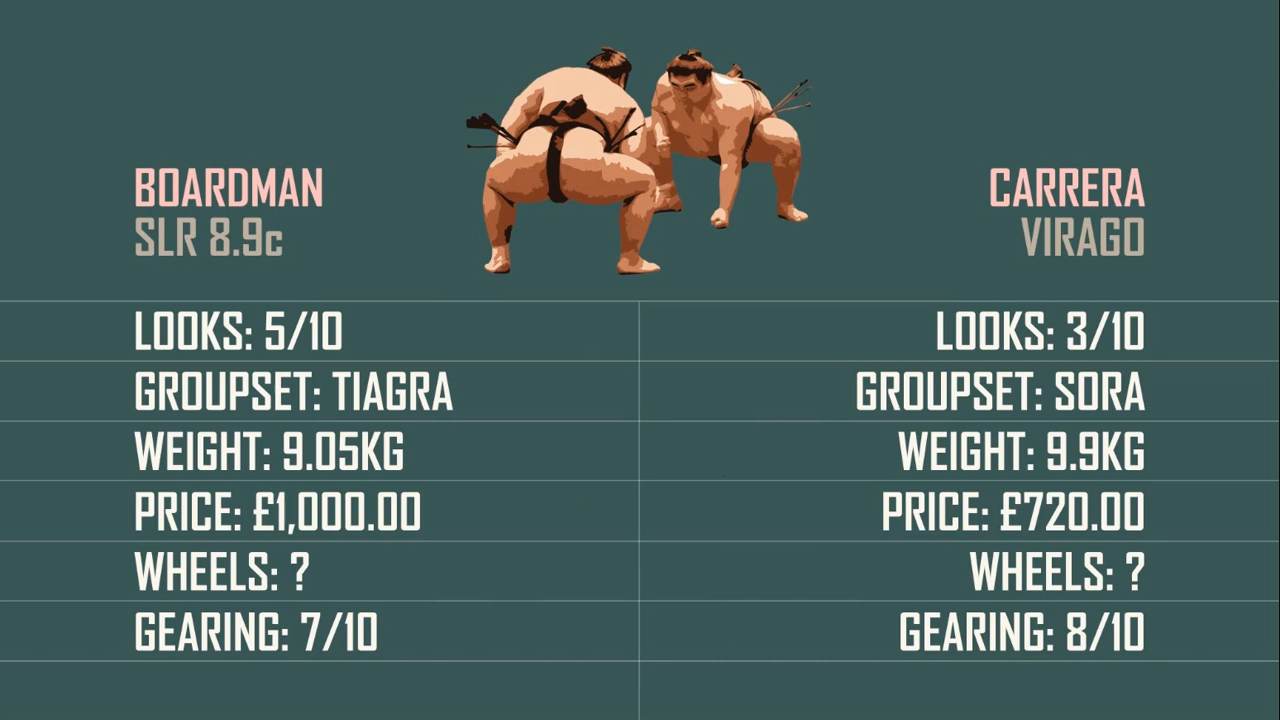 BOARDMAN
SLR 8.9c
CARRERA
VIRAGO
LOOKS: 5/10
LOOKS: 3/10
GROUPSET: TIAGRA
GROUPSET: SORA
WEIGHT: 9.05KG
WEIGHT: 9.9KG
PRICE: £1,000.00
PRICE: £720.00
WHEELS: ?
WHEELS: ?
GEARING: 7/10
GEARING: 8/10